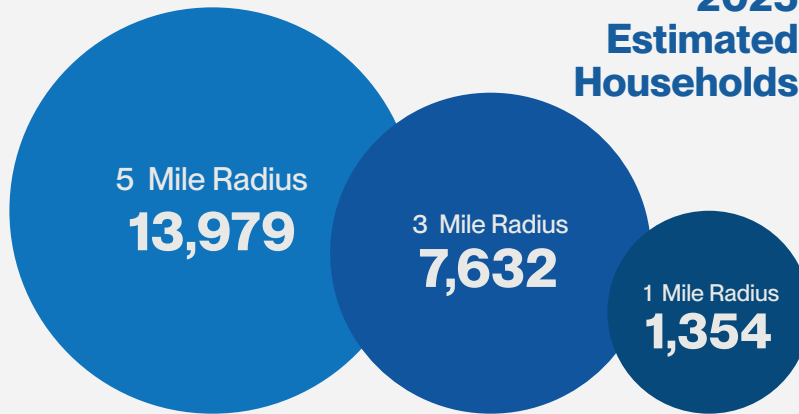 Estimated
Households
5 Mile Radius
13,979
3 Mile Radius
7,632
1 Mile Radius
1,354